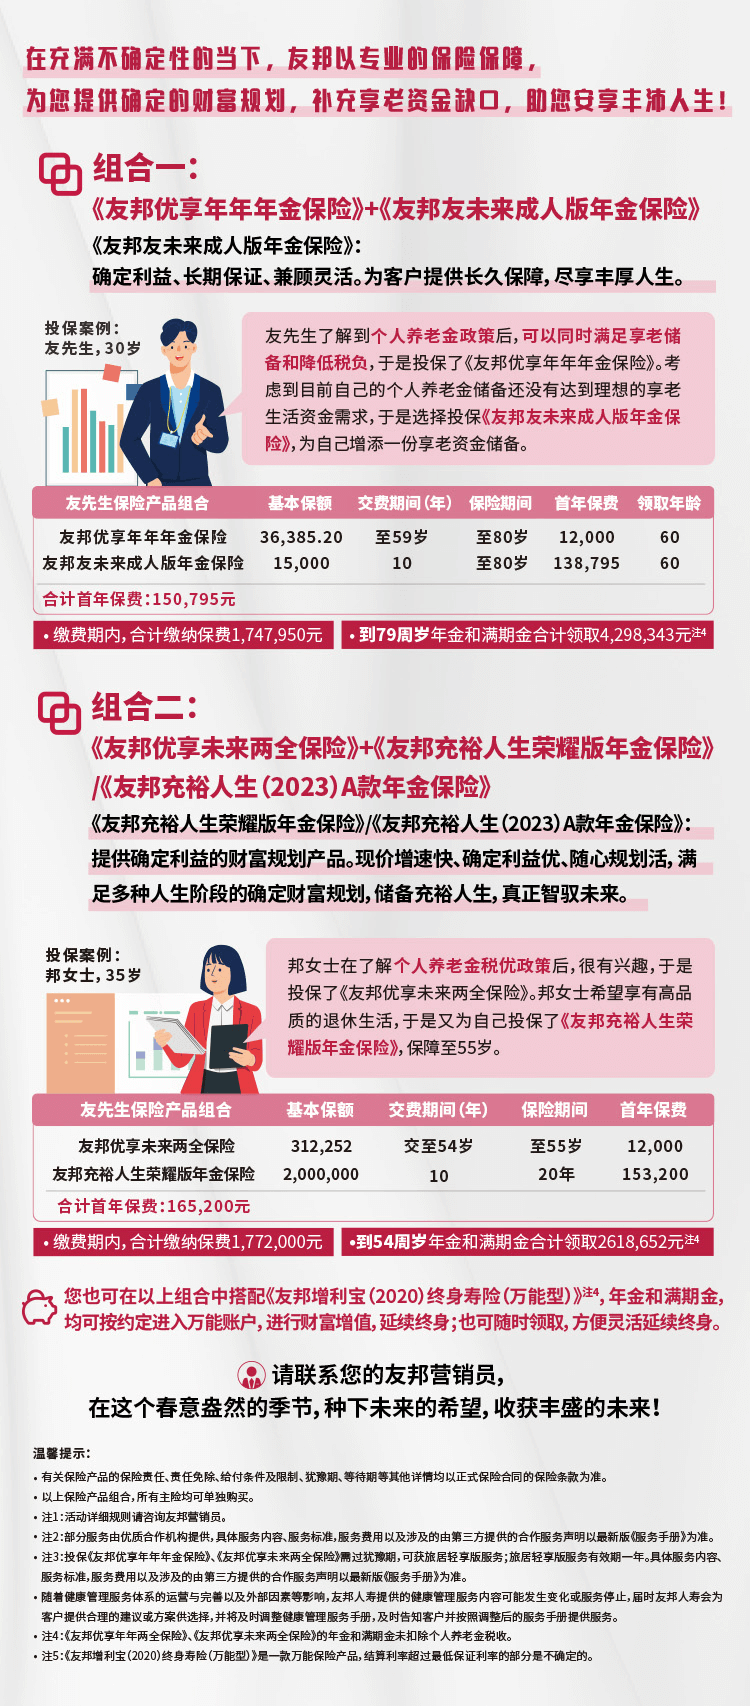 在充满不确定性的当下，友邦以专业的保险保障，
为您提供确定的财富规划，补充享老资金缺口，助您安享丰沛人生！
组合一：
《友邦优享年年年金保险》+《友邦友未来成人版年金保险》
《友邦友未来成人版年金保险》：
确定利益、长期保证、兼顾灵活。为客户提供长久保障，尽享丰厚人生。
投保案例：
友先生，30岁
友先生了解到个人养老金政策后，可以同时满足享老储
备和降低税负，于是投保了《友邦优享年年年金保险》。考
虑到目前自己的个人养老金储备还没有达到理想的享老
生活资金需求，于是选择投保《友邦友未来成人版年金保
险》，为自己增添一份享老资金储备。
友先生保险产品组合 基本保额 交费期间（年） 保险期间 首年保费 领取年龄
友邦优享年年年金保险 36,385.20 至59岁 至80岁 12,000 60
友邦友未来成人版年金保险 15,000 10 至80岁 138,795 60
合计首年保费：150,795元
• 缴费期内，合计缴纳保费1,747,950元
• 到79周岁年金和满期金合计领取4,298,343元注4
组合二：
《友邦优享未来两全保险》+《友邦充裕人生荣耀版年金保险》
/《友邦充裕人生（2023）A款年金保险》
《友邦充裕人生荣耀版年金保险》/《友邦充裕人生（2023）A款年金保险》：
提供确定利益的财富规划产品。现价增速快、确定利益优、随心规划活，满
足多种人生阶段的确定财富规划，储备充裕人生，真正智驭未来。
投保案例：
邦女士，35岁
邦女士在了解个人养老金税优政策后，很有兴趣，于是
投保了《友邦优享未来两全保险》。邦女士希望享有高品
质的退休生活，于是又为自己投保了《友邦充裕人生荣
耀版年金保险》，保障至55岁。
友先生保险产品组合 基本保额 交费期间（年） 保险期间 首年保费
友邦优享未来两全保险 312,252 交至54岁 至55岁 12,000
友邦充裕人生荣耀版年金保险 2,000,000 10 20年 153,200
合计首年保费：165,200元
• 缴费期内，合计缴纳保费1,772,000元
•到54周岁年金和满期金合计领取2618,652元注4
您也可在以上组合中搭配《友邦增利宝（2020）终身寿险（万能型）》注4，年金和满期金，
均可按约定进入万能账户，进行财富增值，延续终身；也可随时领取，方便灵活延续终身。
请联系您的友邦营销员，
在这个春意盎然的季节，种下未来的希望，收获丰盛的未来！
温馨提示：
• 有关保险产品的保险责任、责任免除、给付条件及限制、犹豫期、等待期等其他详情均以正式保险合同的保险条款为准。
• 以上保险产品组合，所有主险均可单独购买。
• 注1：活动详细规则请咨询友邦营销员。
• 注2：部分服务由优质合作机构提供，具体服务内容、服务标准，服务费用以及涉及的由第三方提供的合作服务声明以最新版《服务手册》为准。
• 注3：投保《友邦优享年年年金保险》、《友邦优享未来两全保险》需过犹豫期，可获旅居轻享版服务；旅居轻享版服务有效期一年。具体服务内容、
服务标准，服务费用以及涉及的由第三方提供的合作服务声明以最新版《服务手册》为准。
• 随着健康管理服务体系的运营与完善以及外部因素等影响，友邦人寿提供的健康管理服务内容可能发生变化或服务停止，届时友邦人寿会为
客户提供合理的建议或方案供选择，并将及时调整健康管理服务手册，及时告知客户并按照调整后的服务手册提供服务。
• 注4：《友邦优享年年两全保险》、《友邦优享未来两全保险》的年金和满期金未扣除个人养老金税收。
• 注5：《友邦增利宝（2020）终身寿险（万能型）》是一款万能保险产品，结算利率超过最低保证利率的部分是不确定的。